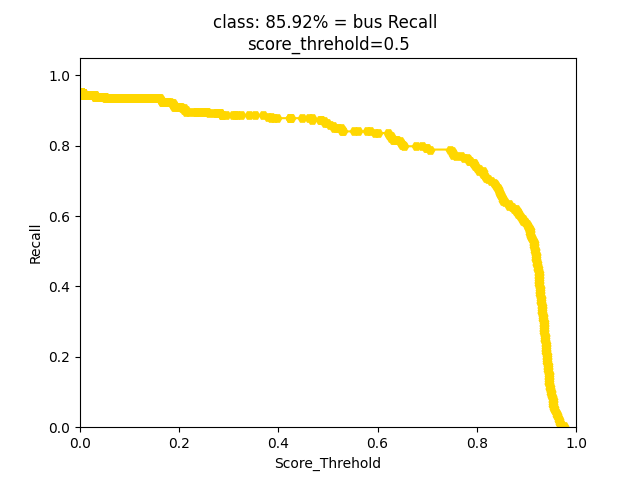 class: 85.92% = bus Recall
score_threhold=0.5
1.0
0.8
0.6
0.4
0.2
0.0
Recall
0.0 0.2 0.4 0.6 0.8 1.0
Score_Threhold